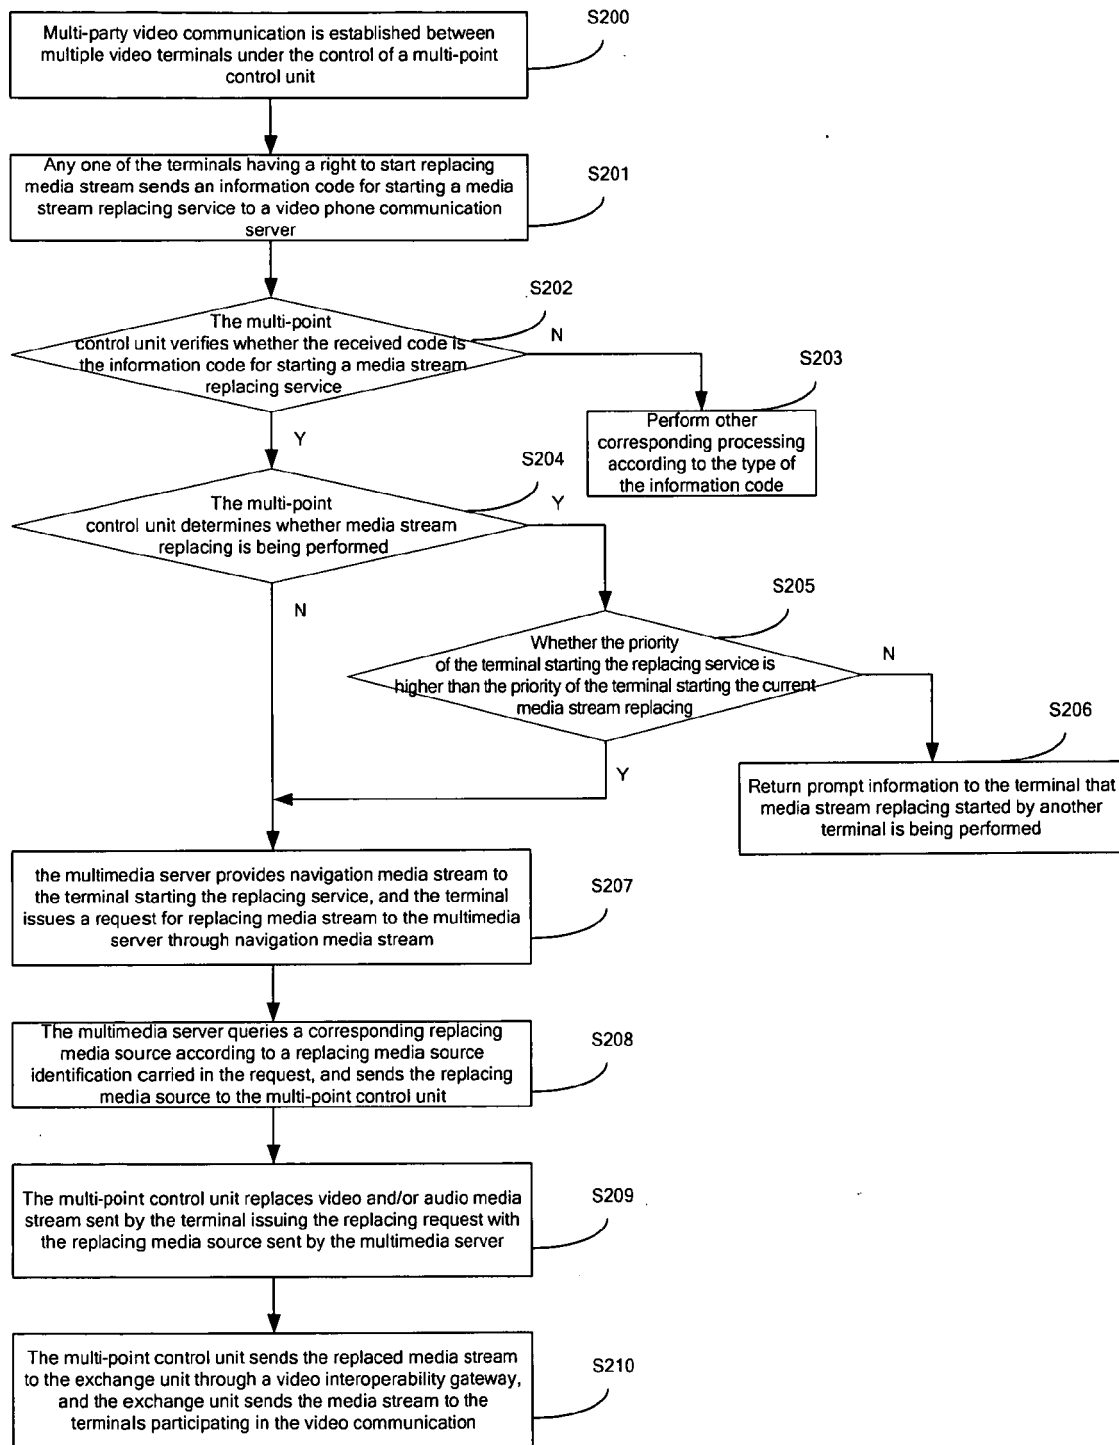 S200
Multi-party video communication is established between
multiple video terminals under the control of a multi-point
control unit
Any one of the terminals having a right to start replacing
media stream sends an information code for starting a media
stream replacing service to a video phone communication
server
S201
S202
The multi-point
control unit verifies whether the received code is
the information code for starting a media stream
replacing service
N
S203
Perform other
corresponding processing
according to the type of
the information code
Y
S204
The multi-point
control unit determines whether media stream
replacing is being performed
Y
N
S205
Whether the priority
of the terminal starting the replacing service is
higher than the priority of the terminal starting the current
media stream replacing
N
S206
Y
Return prompt information to the terminal that
media stream replacing started by another
terminal is being performed
the multimedia server provides navigation media stream to
the terminal starting the replacing service, and the terminal
issues a request for replacing media stream to the multimedia
server through navigation media stream
S207
The multimedia server queries a corresponding replacing
media source according to a replacing media source
identification carried in the request, and sends the replacing
media source to the multi-point control unit
S208
The multi-point control unit replaces video and/or audio media
stream sent by the terminal issuing the replacing request with
the replacing media source sent by the multimedia server
S209
The multi-point control unit sends the replaced media stream
to the exchange unit through a video interoperability gateway,
and the exchange unit sends the media stream to the
terminals participating in the video communication
S210